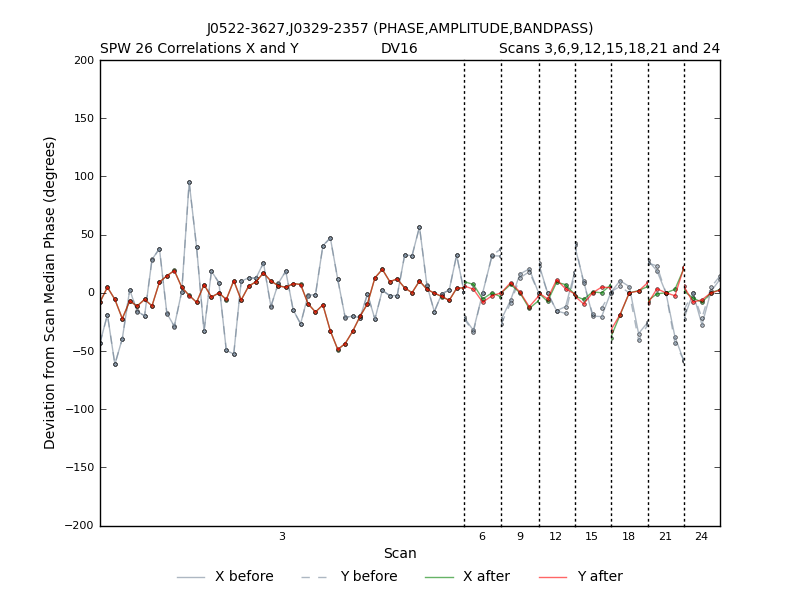 J0522-3627,J0329-2357 (PHASE,AMPLITUDE,BANDPASS)
SPW 26 Correlations X and Y DV16 Scans 3,6,9,12,15,18,21 and 24
200
150
100
50
0
−50
−100
−150
−200
Deviation from Scan Median Phase (degrees)
3 6 9 12 15 18 21 24
Scan
X before Y before X after Y after